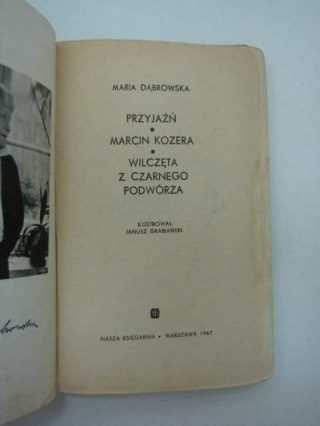 MARIA DĄBROWSKA
PRZYJAŹŃ
•
MARCIN KOZERA
•
WILCZĘTA
Z CZARNEGO
PODWÓRZA
ILUSTROWAŁ
JANUSZ GRABIAŃSKI
NASZA KSIĘGARNIA • WARSZAWA 1967